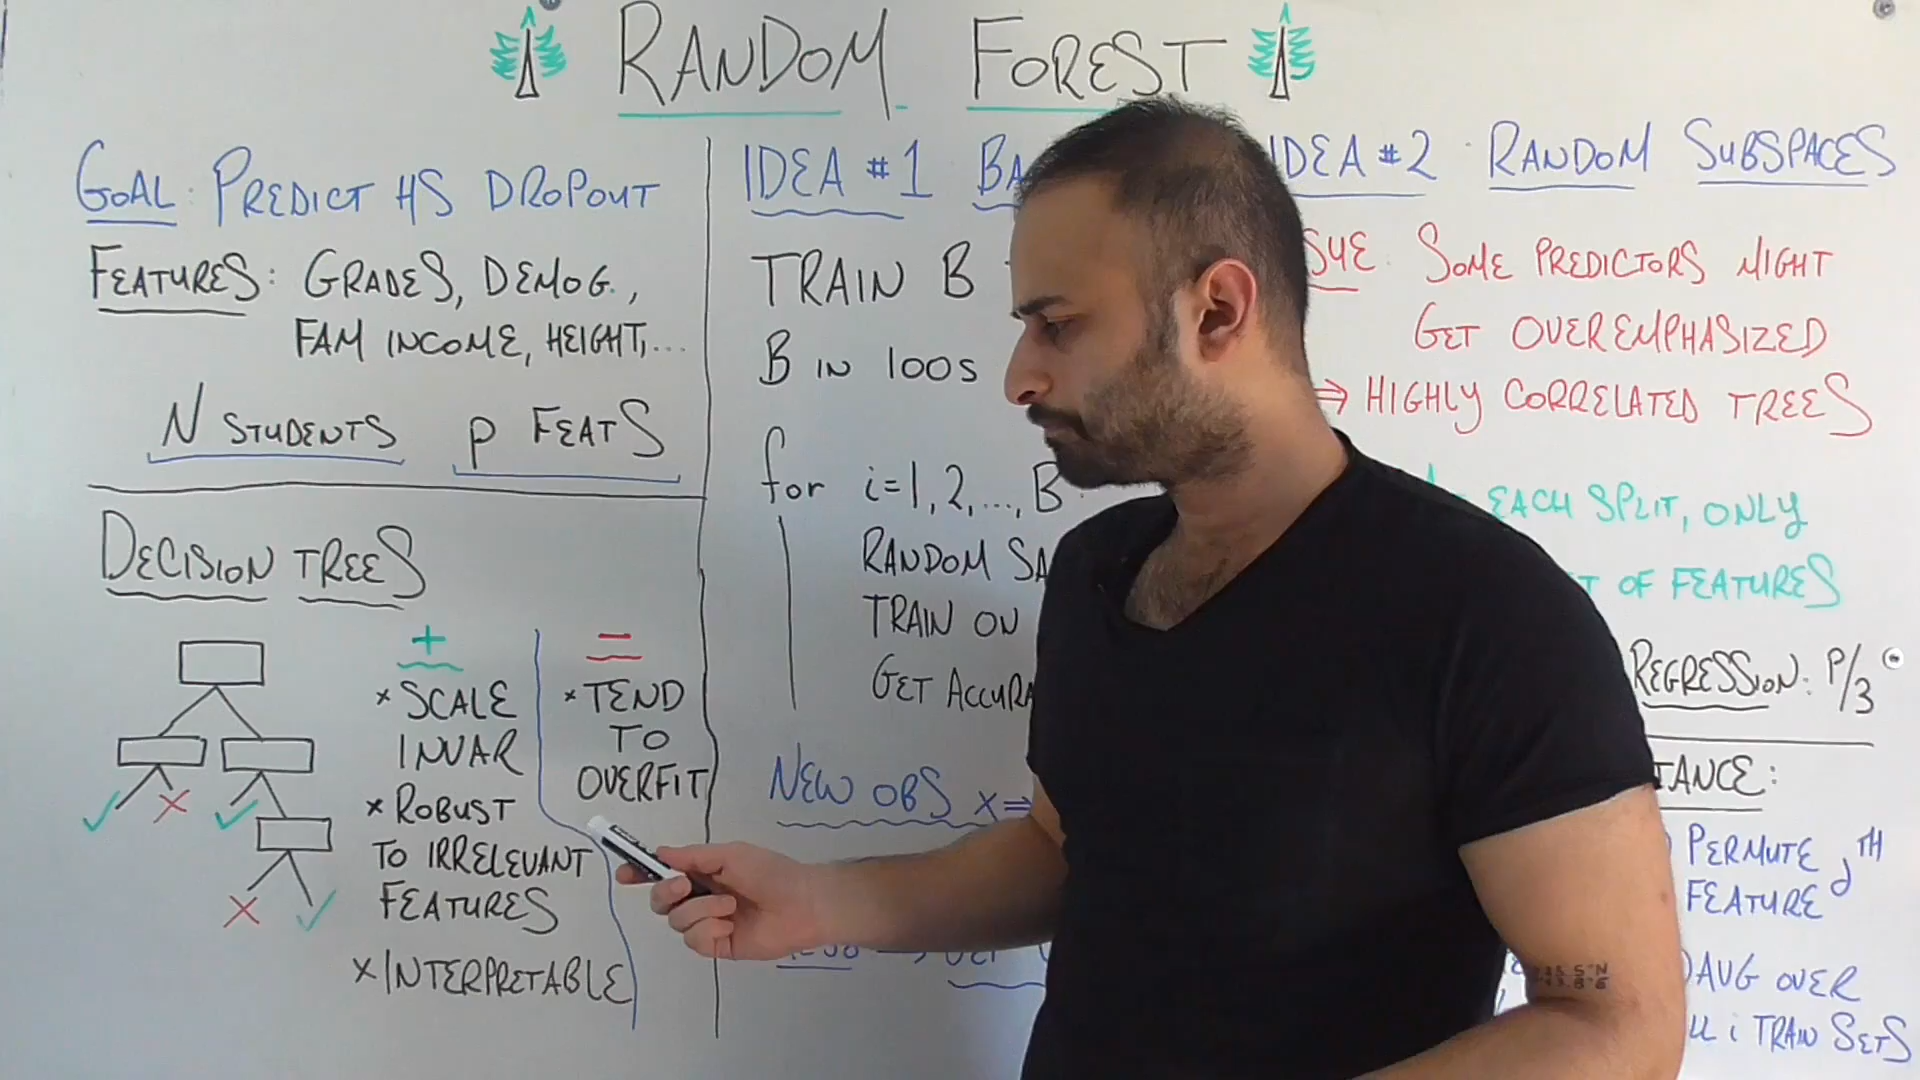 RANDOM FOREST
GOAL: PREDICT HS DROPOUT
FEATURES: GRADES, DEMOG.,
FAM INCOME, HEIGHT,...
N STUDENTS p FEATS
DECISION TREES
+
* SCALE
INVAR
* ROBUST
TO IRRELEVANT
FEATURES
* INTERPRETABLE
-
* TEND
TO
OVERFIT
IDEA #1 BA
TRAIN B
B IN 100s
for i=1,2,...,B
RANDOM SA
TRAIN ON
GET ACCURA
NEW OBS x ⇒
IDEA #2 RANDOM SUBSPACES
SUE: SOME PREDICTORS MIGHT
GET OVEREMPHASIZED
⇒ HIGHLY CORRELATED TREES
EACH SPLIT, ONLY
T OF FEATURES
REGRESSION: P/3
TANCE:
) PERMUTE jTH
FEATURE
) AVG OVER
LL i TRAIN SETS